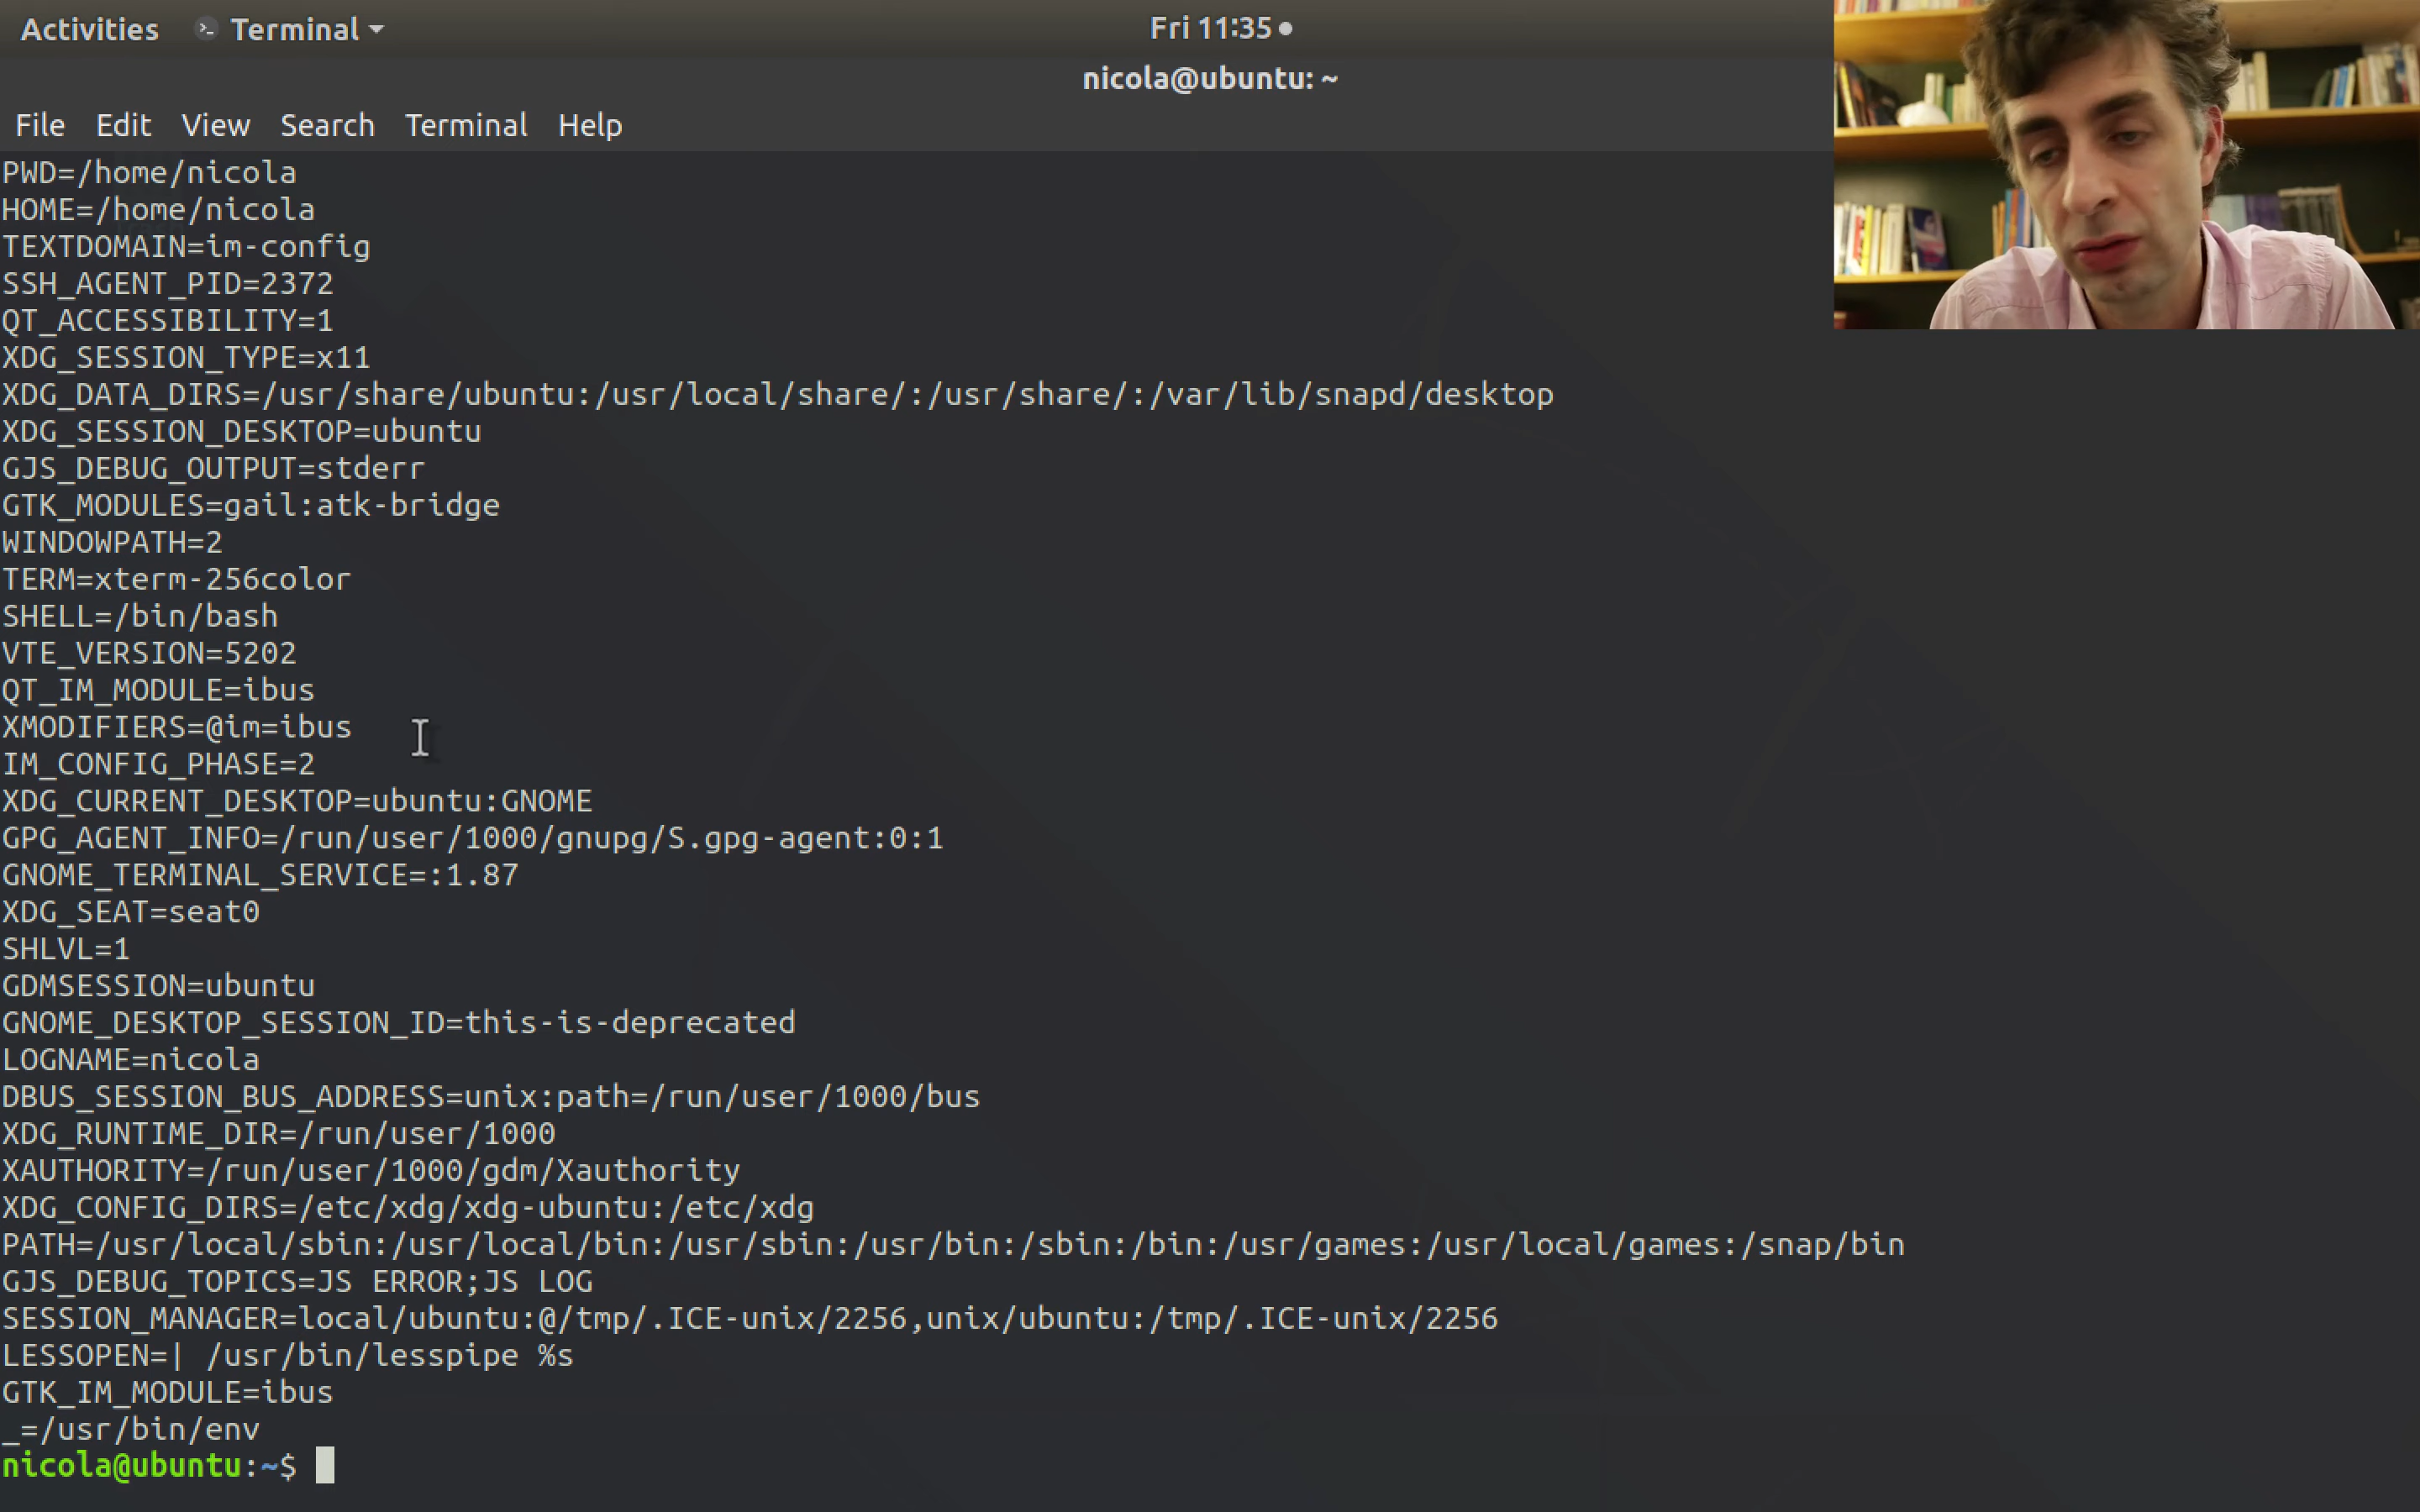 Activities Terminal Fri 11:35
nicola@ubuntu: ~
File Edit View Search Terminal Help
PWD=/home/nicola
HOME=/home/nicola
TEXTDOMAIN=im-config
SSH_AGENT_PID=2372
QT_ACCESSIBILITY=1
XDG_SESSION_TYPE=x11
XDG_DATA_DIRS=/usr/share/ubuntu:/usr/local/share/:/usr/share/:/var/lib/snapd/desktop
XDG_SESSION_DESKTOP=ubuntu
GJS_DEBUG_OUTPUT=stderr
GTK_MODULES=gail:atk-bridge
WINDOWPATH=2
TERM=xterm-256color
SHELL=/bin/bash
VTE_VERSION=5202
QT_IM_MODULE=ibus
XMODIFIERS=@im=ibus
IM_CONFIG_PHASE=2
XDG_CURRENT_DESKTOP=ubuntu:GNOME
GPG_AGENT_INFO=/run/user/1000/gnupg/S.gpg-agent:0:1
GNOME_TERMINAL_SERVICE=:1.87
XDG_SEAT=seat0
SHLVL=1
GDMSESSION=ubuntu
GNOME_DESKTOP_SESSION_ID=this-is-deprecated
LOGNAME=nicola
DBUS_SESSION_BUS_ADDRESS=unix:path=/run/user/1000/bus
XDG_RUNTIME_DIR=/run/user/1000
XAUTHORITY=/run/user/1000/gdm/Xauthority
XDG_CONFIG_DIRS=/etc/xdg/xdg-ubuntu:/etc/xdg
PATH=/usr/local/sbin:/usr/local/bin:/usr/sbin:/usr/bin:/sbin:/bin:/usr/games:/usr/local/games:/snap/bin
GJS_DEBUG_TOPICS=JS ERROR;JS LOG
SESSION_MANAGER=local/ubuntu:@/tmp/.ICE-unix/2256,unix/ubuntu:/tmp/.ICE-unix/2256
LESSOPEN=| /usr/bin/lesspipe %s
GTK_IM_MODULE=ibus
_=/usr/bin/env
nicola@ubuntu:~$